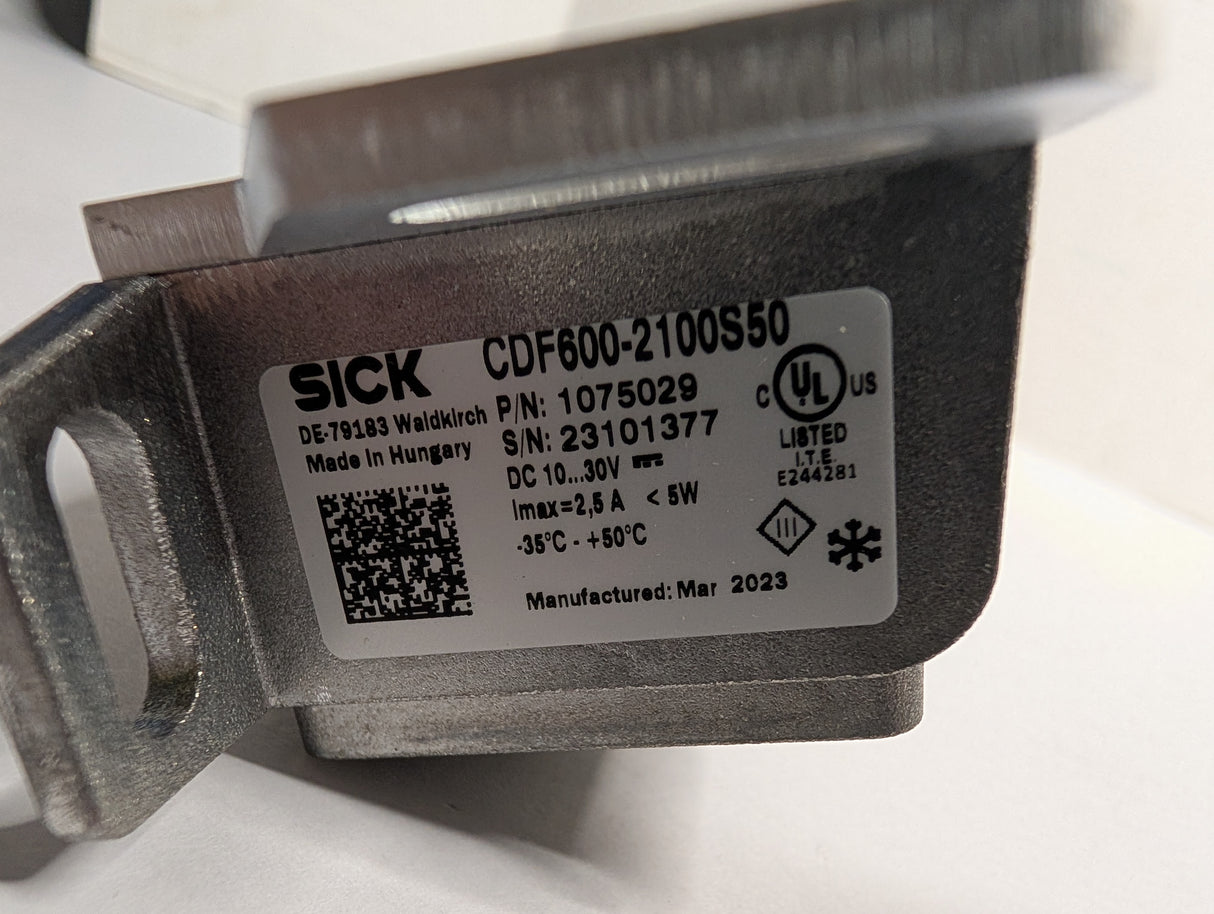 SICK
DE-79183 Waldkirch
Made in Hungary
CDF600-2100S50
P/N: 1075029
S/N: 23101377
DC 10...30V
Imax=2,5 A < 5W
-35°C - +50°C
Manufactured: Mar 2023
C UL US
LISTED
I.T.E.
E244281
III